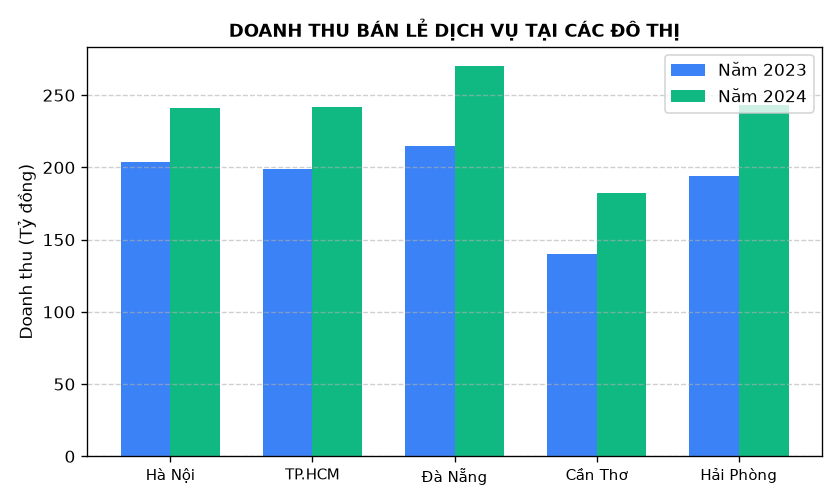 DOANH THU BÁN LẺ DỊCH VỤ TẠI CÁC ĐÔ THỊ
Năm 2023
Năm 2024
Doanh thu (Tỷ đồng)
250
200
150
100
50
0
Hà Nội
TP.HCM
Đà Nẵng
Cần Thơ
Hải Phòng